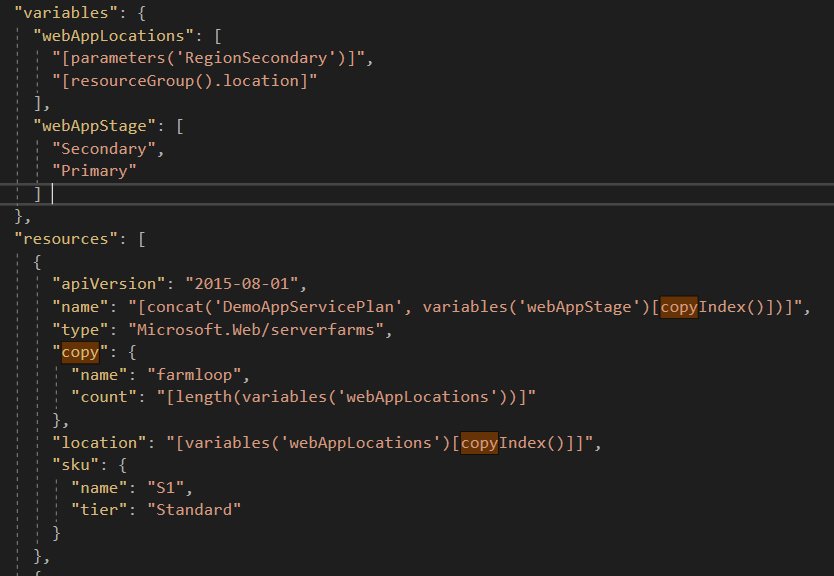 "variables": {
"webAppLocations": [
"[parameters('RegionSecondary')]",
"[resourceGroup().location]"
],
"webAppStage": [
"Secondary",
"Primary"
]
},
"resources": [
{
"apiVersion": "2015-08-01",
"name": "[concat('DemoAppServicePlan', variables('webAppStage')[copyIndex()])]",
"type": "Microsoft.Web/serverfarms",
"copy": {
"name": "farmloop",
"count": "[length(variables('webAppLocations'))]"
},
"location": "[variables('webAppLocations')[copyIndex()]]",
"sku": {
"name": "S1",
"tier": "Standard"
}
},